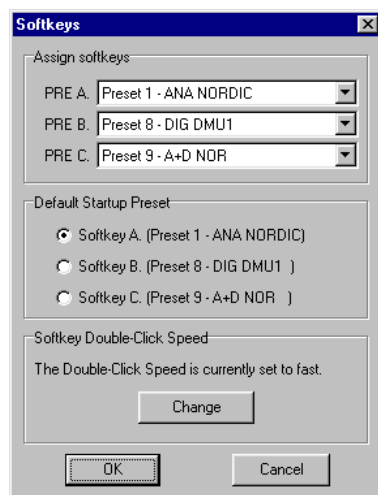 Softkeys
Assign softkeys
PRE A. Preset 1 - ANA NORDIC
PRE B. Preset 8 - DIG DMU1
PRE C. Preset 9 - A+D NOR
Default Startup Preset
Softkey A. (Preset 1 - ANA NORDIC)
Softkey B. (Preset 8 - DIG DMU1 )
Softkey C. (Preset 9 - A+D NOR )
Softkey Double-Click Speed
The Double-Click Speed is currently set to fast.
Change
OK Cancel